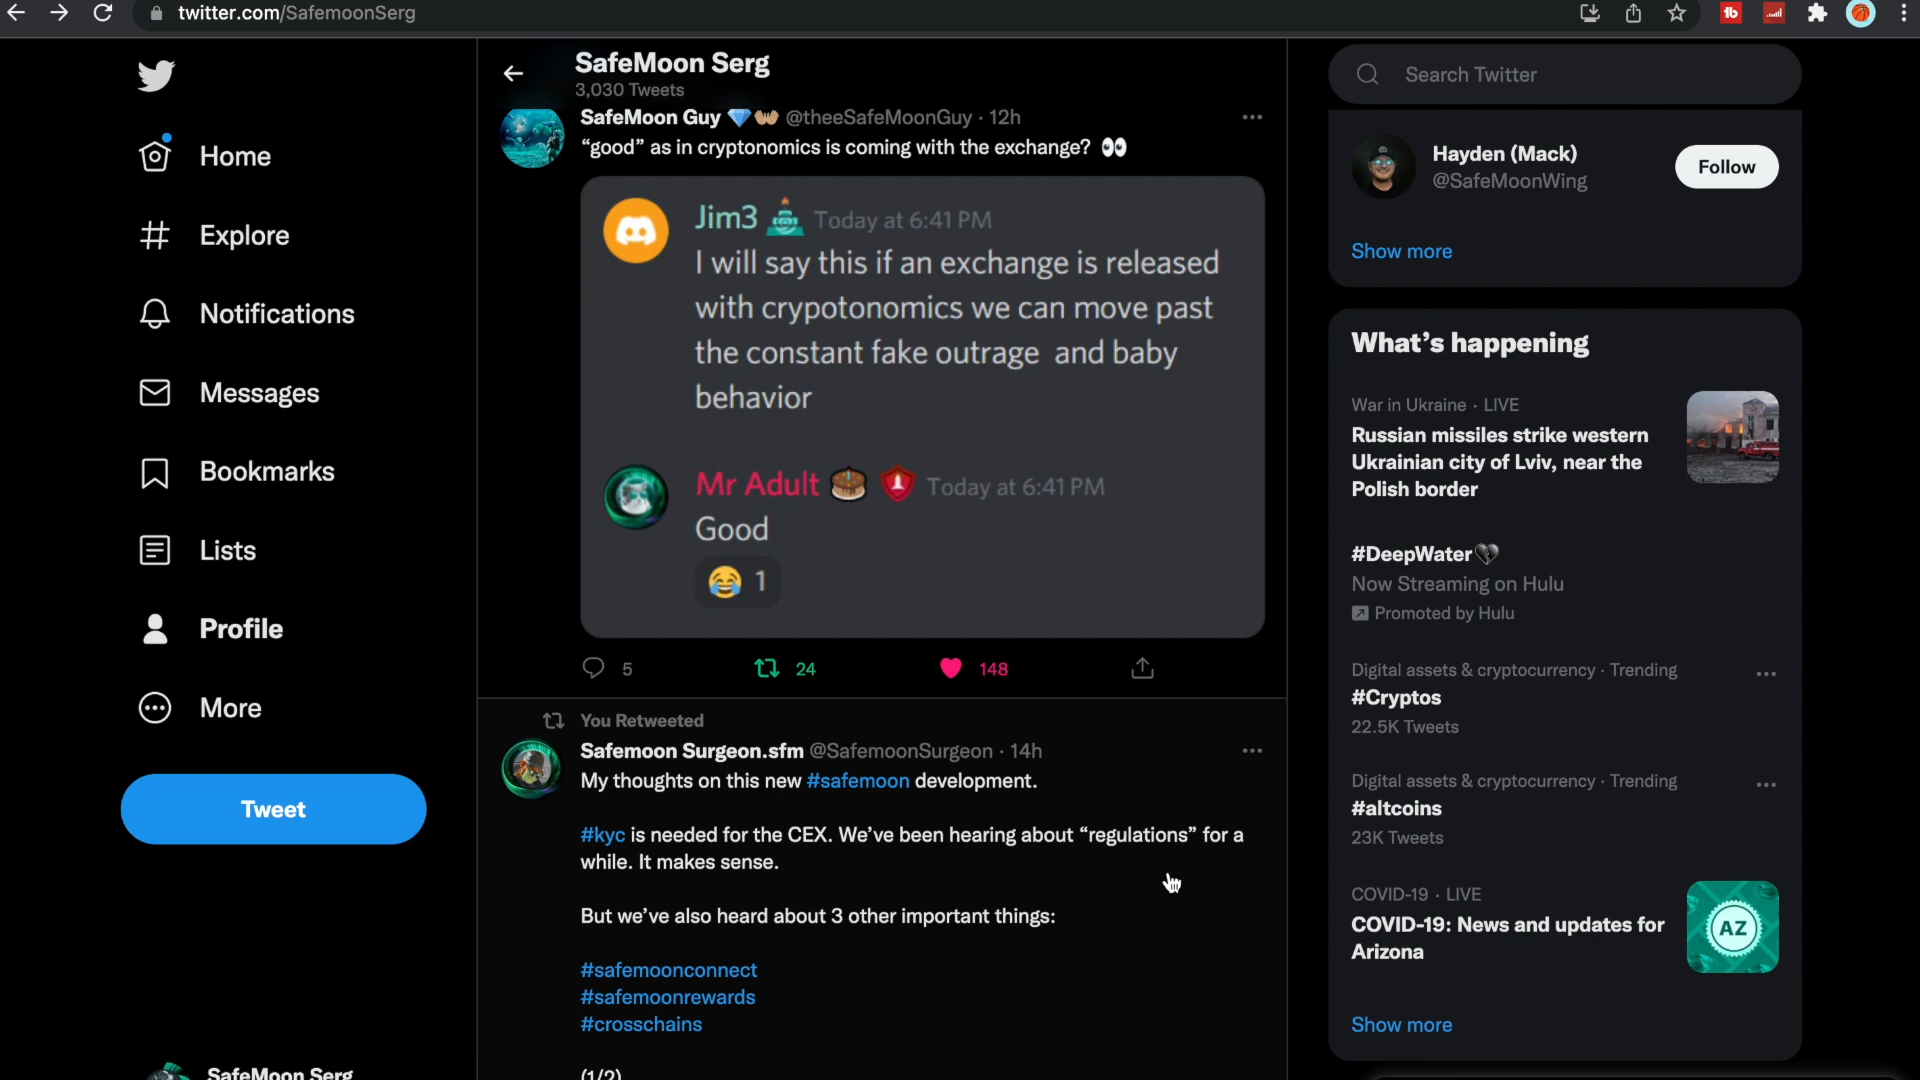 twitter.com/SafemoonSerg
Home
Explore
Notifications
Messages
Bookmarks
Lists
Profile
More
Tweet
SafeMoon Serg
SafeMoon Serg
3,030 Tweets
SafeMoon Guy 💎👐🏽 @theeSafeMoonGuy · 12h
“good” as in cryptonomics is coming with the exchange? 👀
Jim3 Today at 6:41 PM
I will say this if an exchange is released
with crypotonomics we can move past
the constant fake outrage and baby
behavior
Mr Adult 🎂 Today at 6:41 PM
Good
😂 1
5 24 148
You Retweeted
Safemoon Surgeon.sfm @SafemoonSurgeon · 14h
My thoughts on this new #safemoon development.
#kyc is needed for the CEX. We’ve been hearing about “regulations” for a
while. It makes sense.
But we’ve also heard about 3 other important things:
#safemoonconnect
#safemoonrewards
#crosschains
(1/2)
Search Twitter
Hayden (Mack)
@SafeMoonWing
Follow
Show more
What’s happening
War in Ukraine · LIVE
Russian missiles strike western
Ukrainian city of Lviv, near the
Polish border
#DeepWater💔
Now Streaming on Hulu
Promoted by Hulu
Digital assets & cryptocurrency · Trending
#Cryptos
22.5K Tweets
Digital assets & cryptocurrency · Trending
#altcoins
23K Tweets
COVID-19 · LIVE
COVID-19: News and updates for
Arizona
AZ
Show more